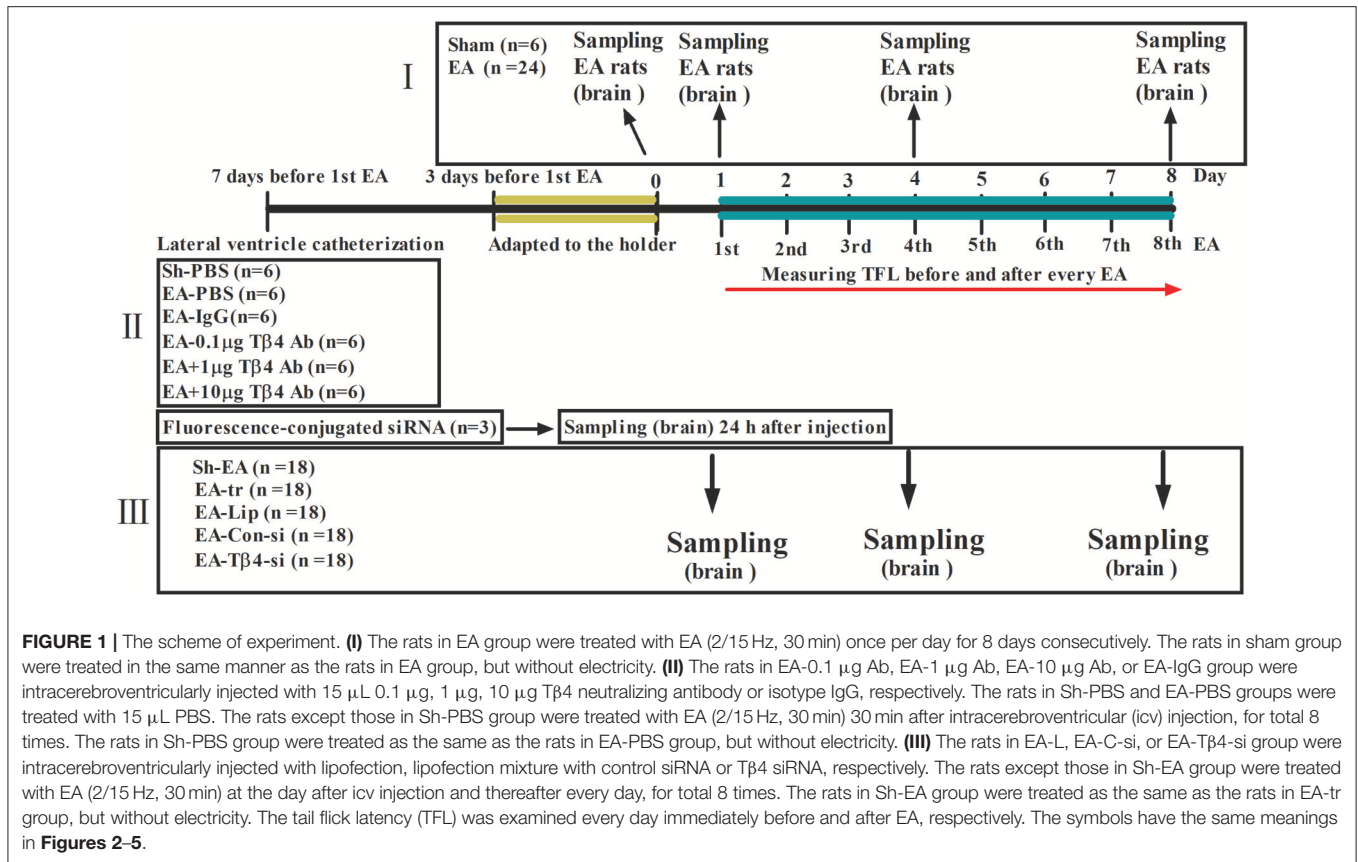 Sham (n=6)
EA (n =24)
Sampling
EA rats
(brain )
Sampling
EA rats
(brain )
Sampling
EA rats
(brain )
Sampling
EA rats
(brain )
I
7 days before 1st EA
3 days before 1st EA
0 1 2 3 4 5 6 7 8 Day
Lateral ventricle catheterization
Adapted to the holder
1st 2nd 3rd 4th 5th 6th 7th 8th EA
Measuring TFL before and after every EA
II
Sh-PBS (n=6)
EA-PBS (n=6)
EA-IgG(n=6)
EA-0.1μg Tβ4 Ab (n=6)
EA+1μg Tβ4 Ab (n=6)
EA+10μg Tβ4 Ab (n=6)
Fluorescence-conjugated siRNA (n=3)
Sampling (brain) 24 h after injection
III
Sh-EA (n =18)
EA-tr (n =18)
EA-Lip (n =18)
EA-Con-si (n =18)
EA-Tβ4-si (n =18)
Sampling
(brain )
Sampling
(brain )
Sampling
(brain )
FIGURE 1 | The scheme of experiment. (I) The rats in EA group were treated with EA (2/15 Hz, 30 min) once per day for 8 days consecutively. The rats in sham group
were treated in the same manner as the rats in EA group, but without electricity. (II) The rats in EA-0.1 μg Ab, EA-1 μg Ab, EA-10 μg Ab, or EA-IgG group were
intracerebroventricularly injected with 15 μL 0.1 μg, 1 μg, 10 μg Tβ4 neutralizing antibody or isotype IgG, respectively. The rats in Sh-PBS and EA-PBS groups were
treated with 15 μL PBS. The rats except those in Sh-PBS group were treated with EA (2/15 Hz, 30 min) 30 min after intracerebroventricular (icv) injection, for total 8
times. The rats in Sh-PBS group were treated as the same as the rats in EA-PBS group, but without electricity. (III) The rats in EA-L, EA-C-si, or EA-Tβ4-si group were
intracerebroventricularly injected with lipofection, lipofection mixture with control siRNA or Tβ4 siRNA, respectively. The rats except those in Sh-EA group were treated
with EA (2/15 Hz, 30 min) at the day after icv injection and thereafter every day, for total 8 times. The rats in Sh-EA group were treated as the same as the rats in EA-tr
group, but without electricity. The tail flick latency (TFL) was examined every day immediately before and after EA, respectively. The symbols have the same meanings
in Figures 2–5.